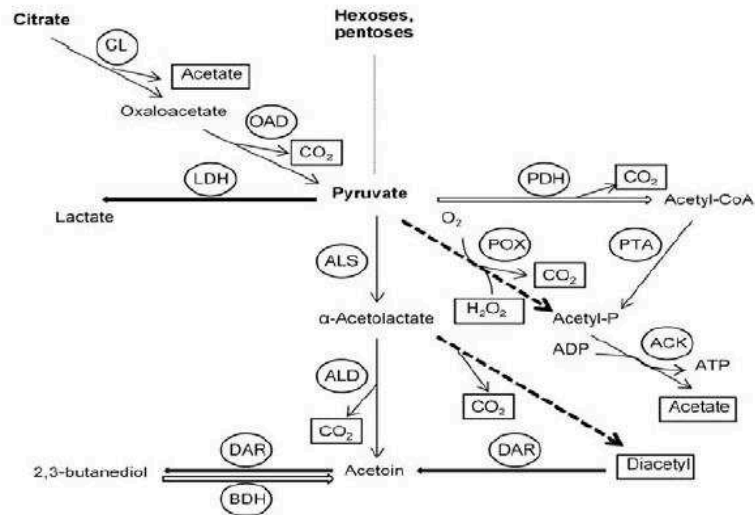 Citrate
Hexoses,
pentoses
CL
Acetate
Oxaloacetate
OAD
CO2
LDH
Pyruvate
PDH
CO2
Acetyl-CoA
Lactate
O2
POX
PTA
ALS
CO2
H2O2
α-Acetolactate
Acetyl-P
ADP
ACK
ATP
ALD
CO2
Acetate
CO2
DAR
DAR
2,3-butanediol
Acetoin
Diacetyl
BDH